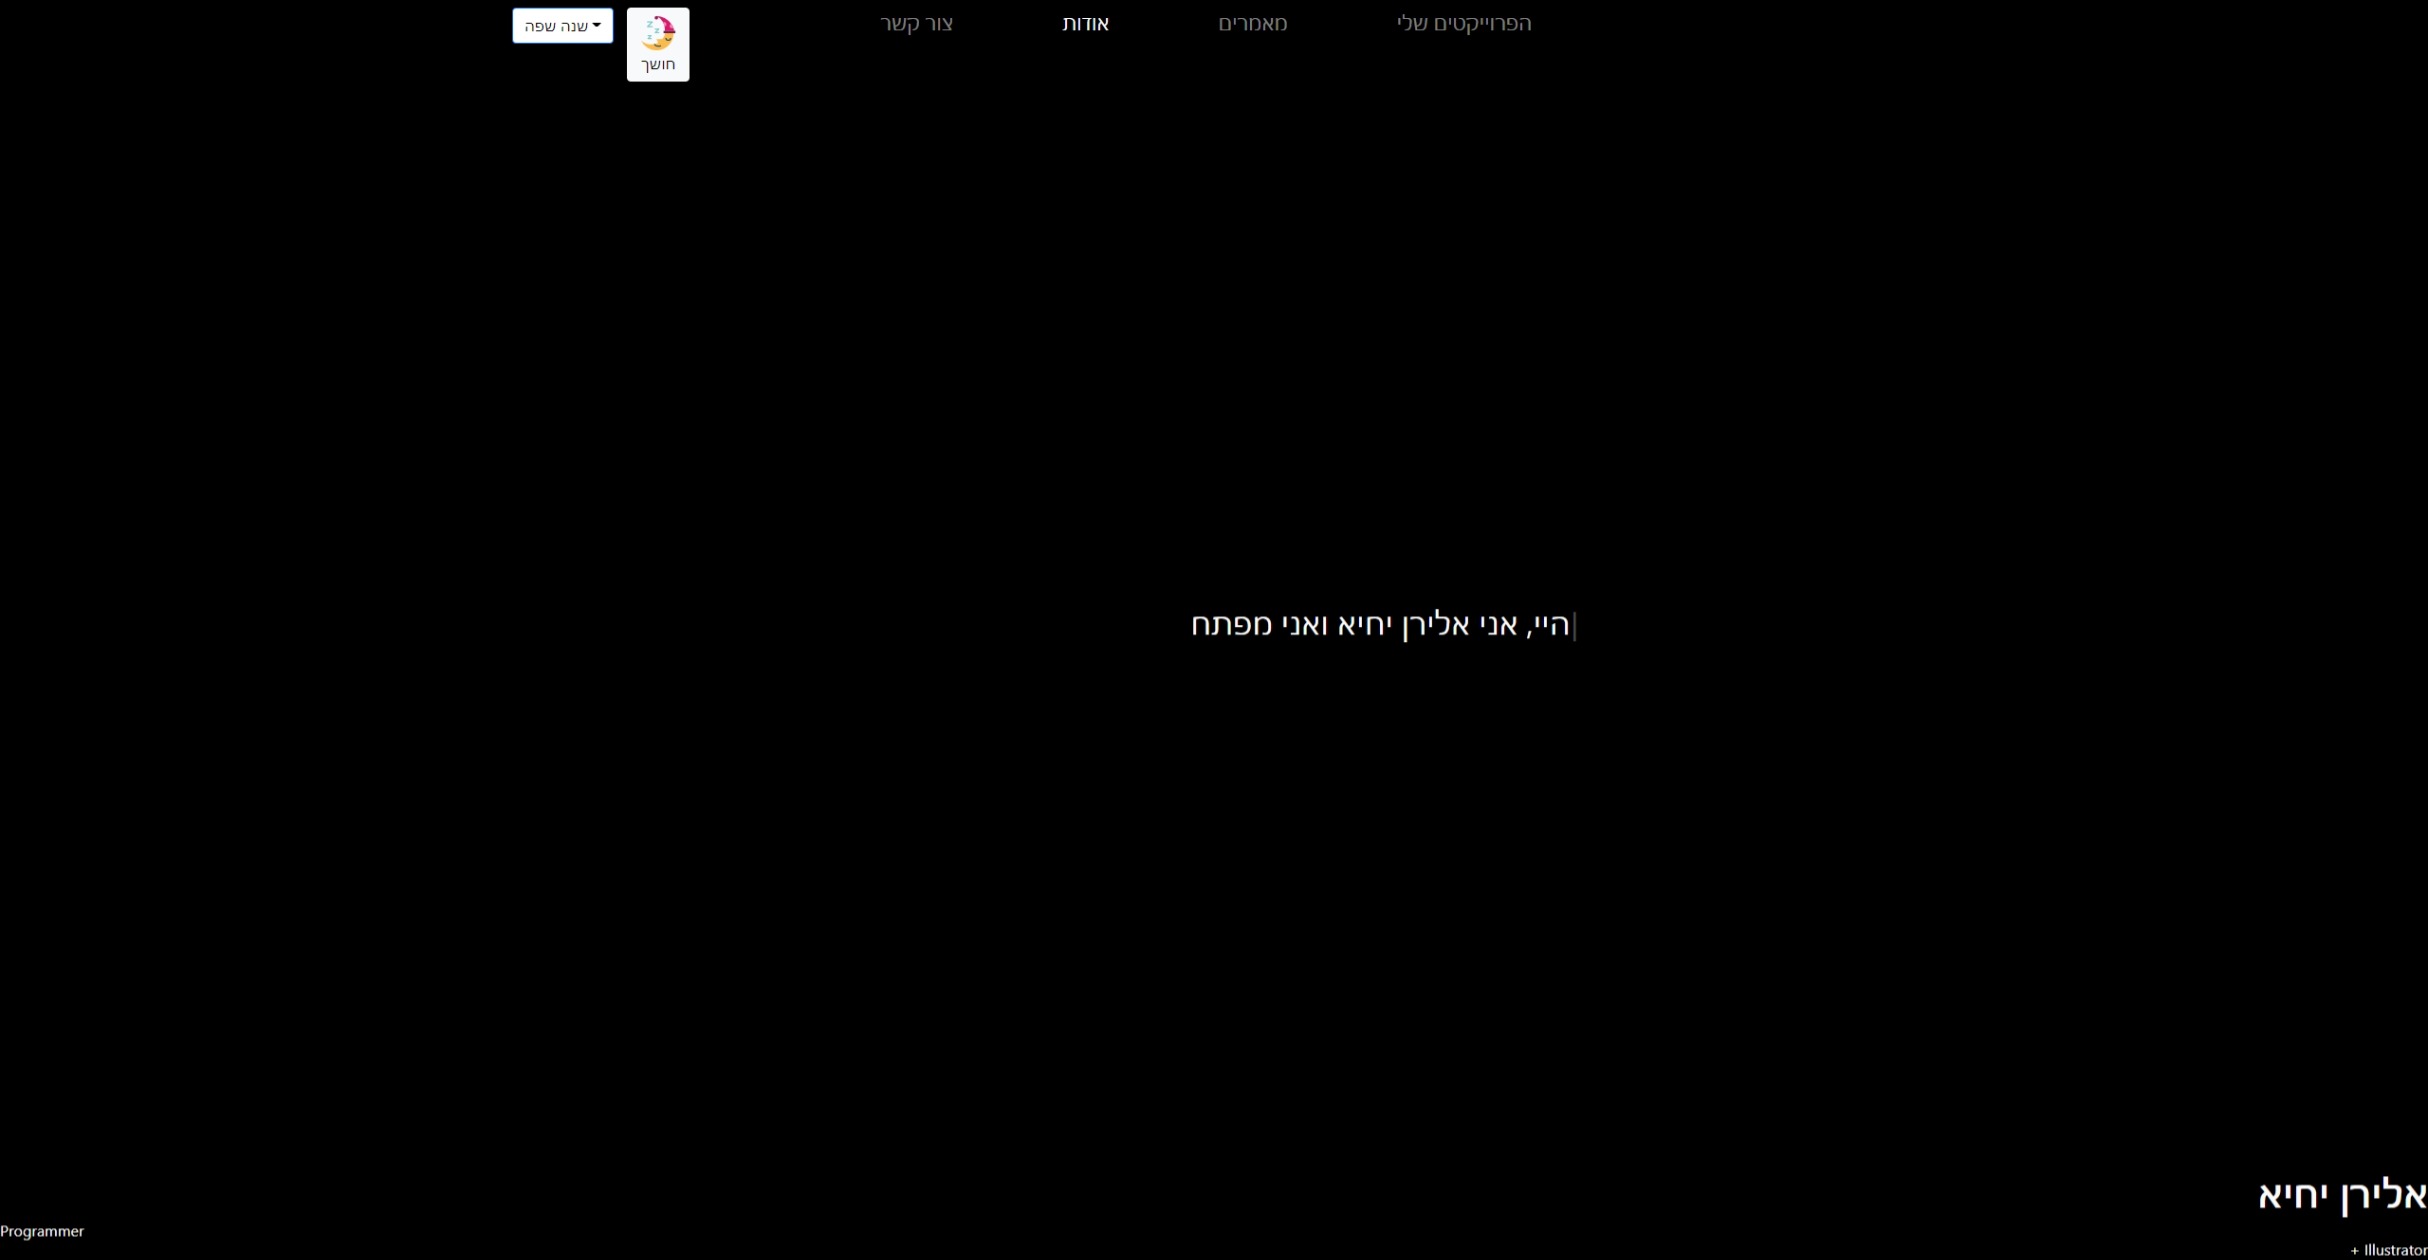 הפרוייקטים שלי
מאמרים
אודות
צור קשר
חושך
שנה שפה
היי, אני אלירן יחיא ואני מפתח|
אלירן יחיא
Programmer
+ Illustrator